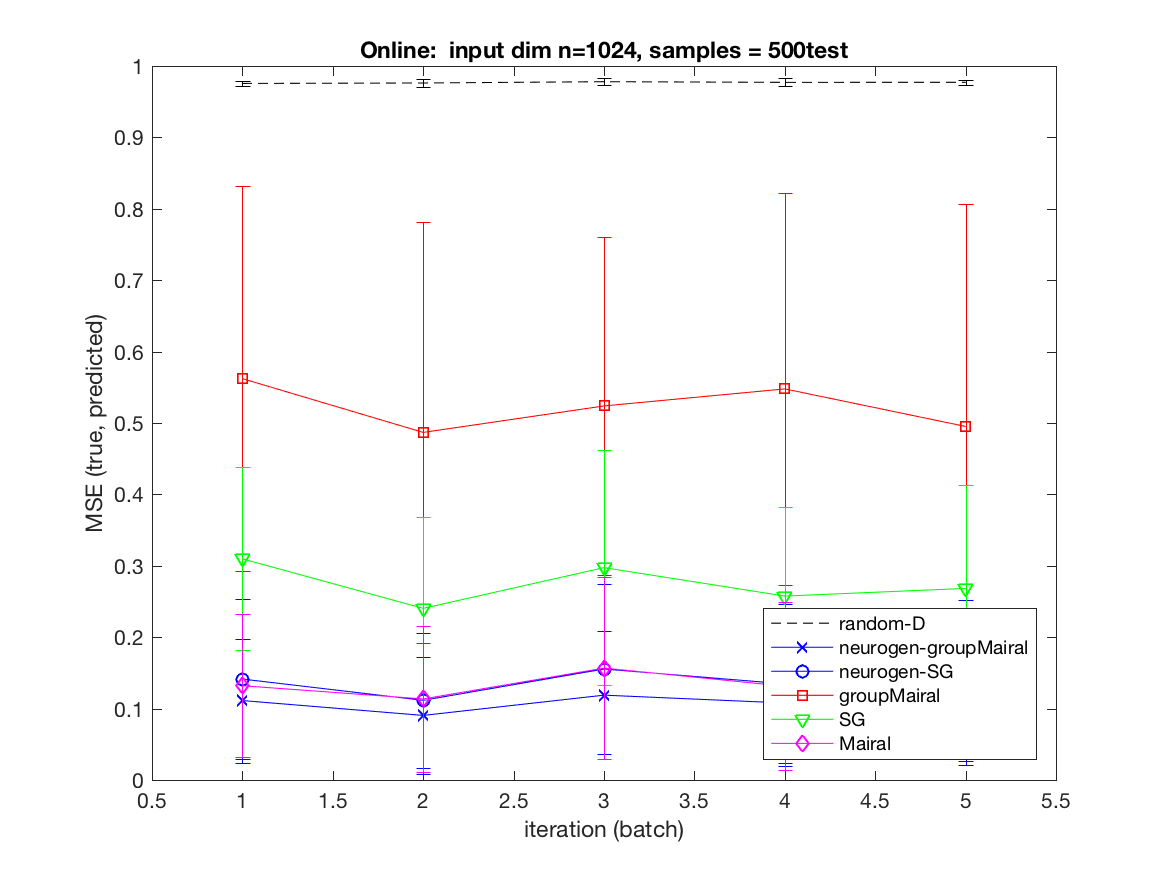 Online:  input dim n=1024, samples = 500test
1
0.9
0.8
0.7
0.6
0.5
0.4
0.3
0.2
0.1
0
MSE (true, predicted)
random-D
neurogen-groupMairal
neurogen-SG
groupMairal
SG
Mairal
0.5 1 1.5 2 2.5 3 3.5 4 4.5 5 5.5
iteration (batch)